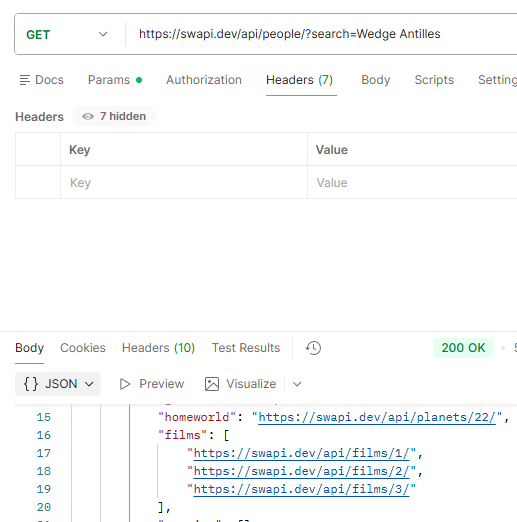 GET https://swapi.dev/api/people/?search=Wedge Antilles
Docs Params Authorization Headers (7) Body Scripts Setting
Headers 7 hidden
Key Value
Key Value
Body Cookies Headers (10) Test Results 200 OK
{} JSON Preview Visualize
15 "homeworld": "https://swapi.dev/api/planets/22/",
16 "films": [
17 "https://swapi.dev/api/films/1/",
18 "https://swapi.dev/api/films/2/",
19 "https://swapi.dev/api/films/3/"
20 ],